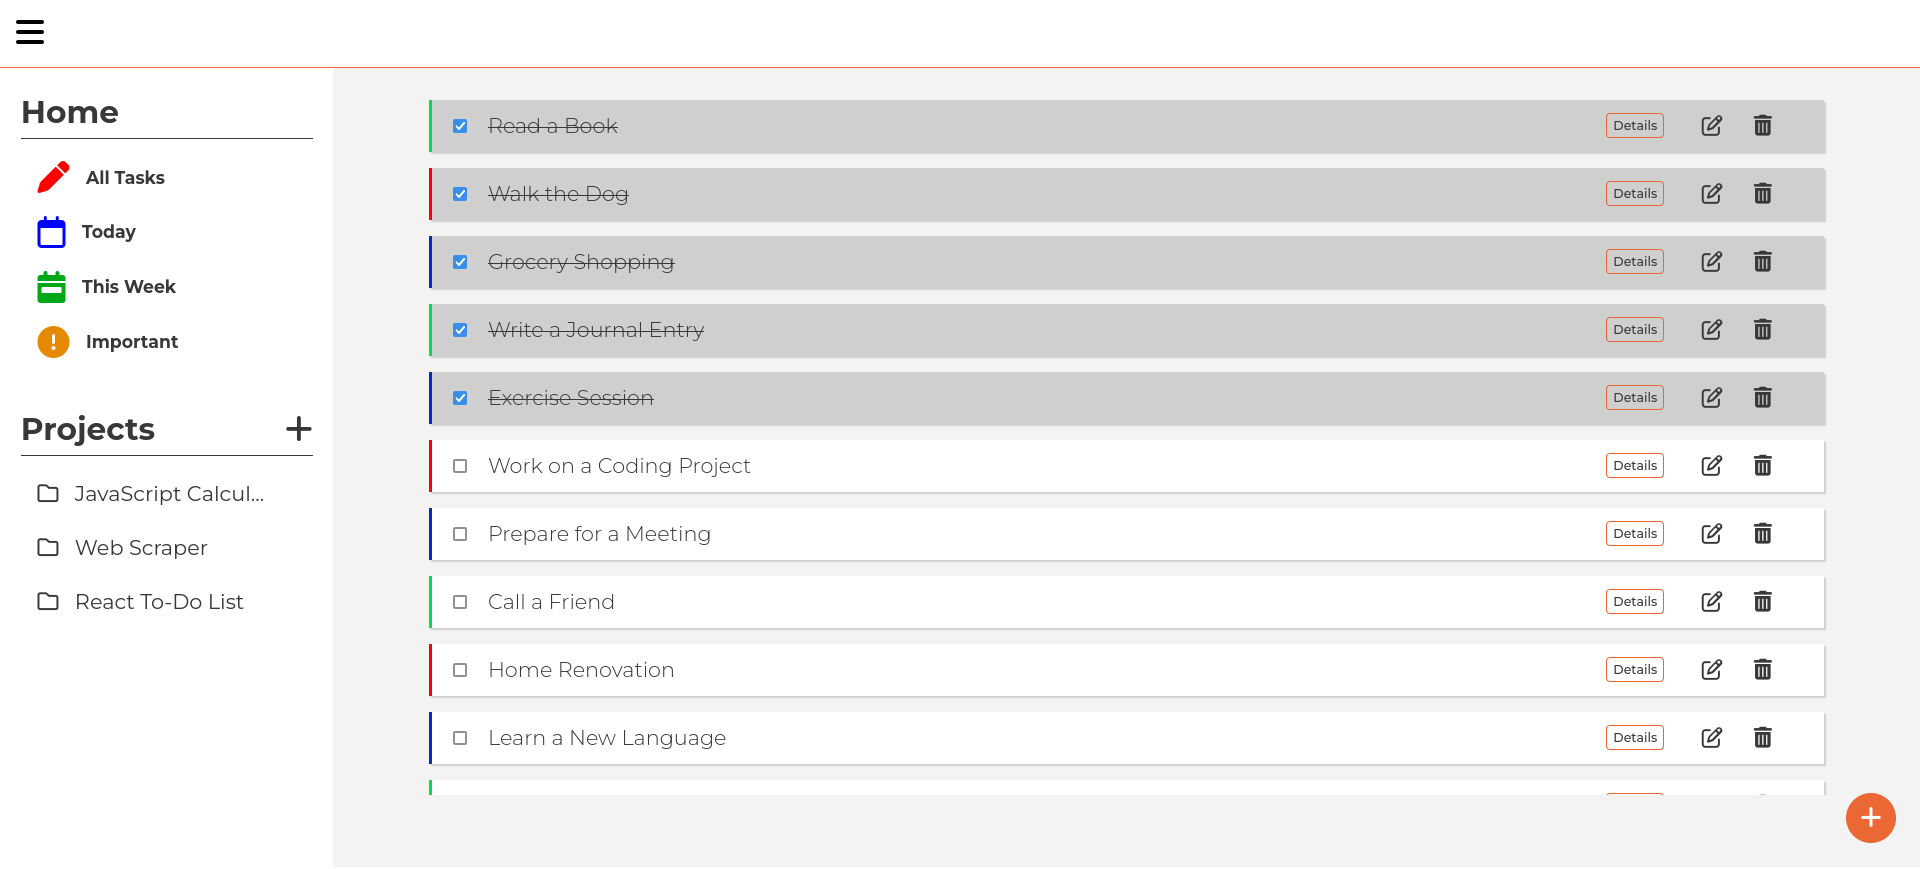 Home
All Tasks
Today
This Week
Important
Projects
JavaScript Calcul...
Web Scraper
React To-Do List
Read a Book Details
Walk the Dog Details
Grocery Shopping Details
Write a Journal Entry Details
Exercise Session Details
Work on a Coding Project Details
Prepare for a Meeting Details
Call a Friend Details
Home Renovation Details
Learn a New Language Details